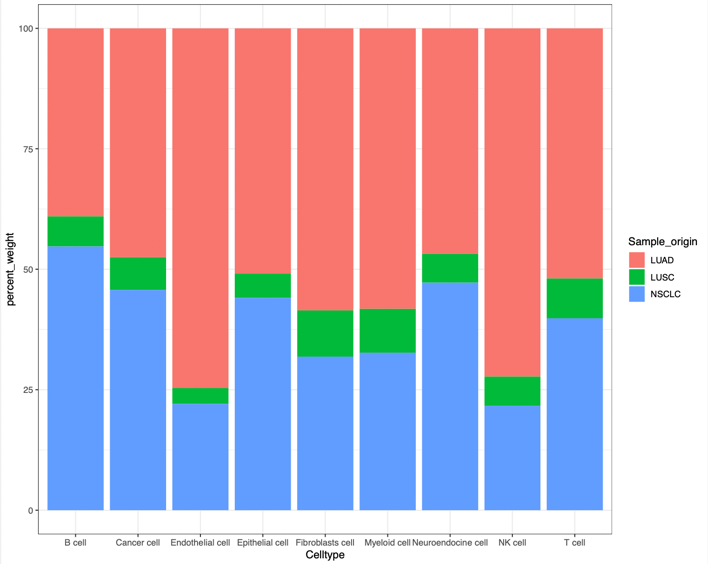 100
75
50
25
0
percent_weight
B cell
Cancer cell
Endothelial cell
Epithelial cell
Fibroblasts cell
Myeloid cell
Neuroendocine cell
NK cell
T cell
Celltype
Sample_origin
LUAD
LUSC
NSCLC